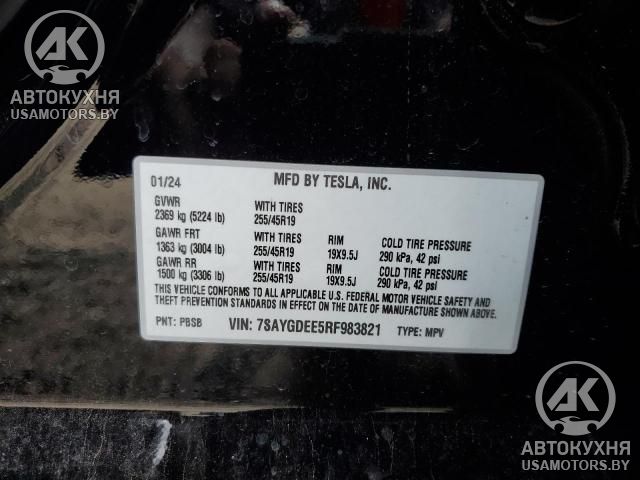 АК
АВТОКУХНЯ
USAMOTORS.BY
01/24 MFD BY TESLA, INC.
GVWR WITH TIRES
2369 kg (5224 lb) 255/45R19
GAWR FRT WITH TIRES RIM COLD TIRE PRESSURE
1363 kg (3004 lb) 255/45R19 19X9.5J 290 kPa, 42 psi
GAWR RR WITH TIRES RIM COLD TIRE PRESSURE
1500 kg (3306 lb) 255/45R19 19X9.5J 290 kPa, 42 psi
THIS VEHICLE CONFORMS TO ALL APPLICABLE U.S. FEDERAL MOTOR VEHICLE SAFETY AND
THEFT PREVENTION STANDARDS IN EFFECT ON THE DATE OF MANUFACTURE SHOWN ABOVE.
PNT: PBSB VIN: 7SAYGDEE5RF983821 TYPE: MPV
АК
АВТОКУХНЯ
USAMOTORS.BY